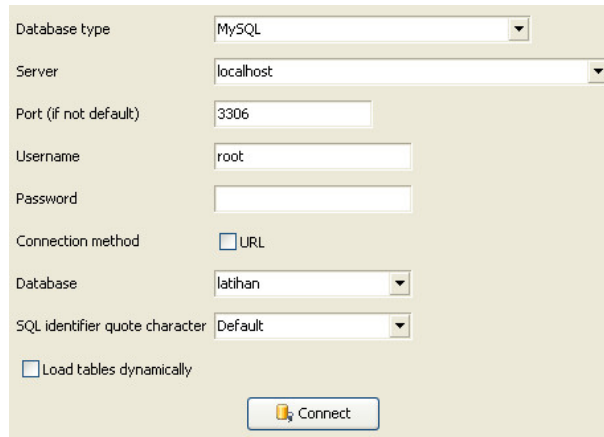 Database type MySQL
Server localhost
Port (if not default) 3306
Username root
Password
Connection method URL
Database latihan
SQL identifier quote character Default
Load tables dynamically
Connect